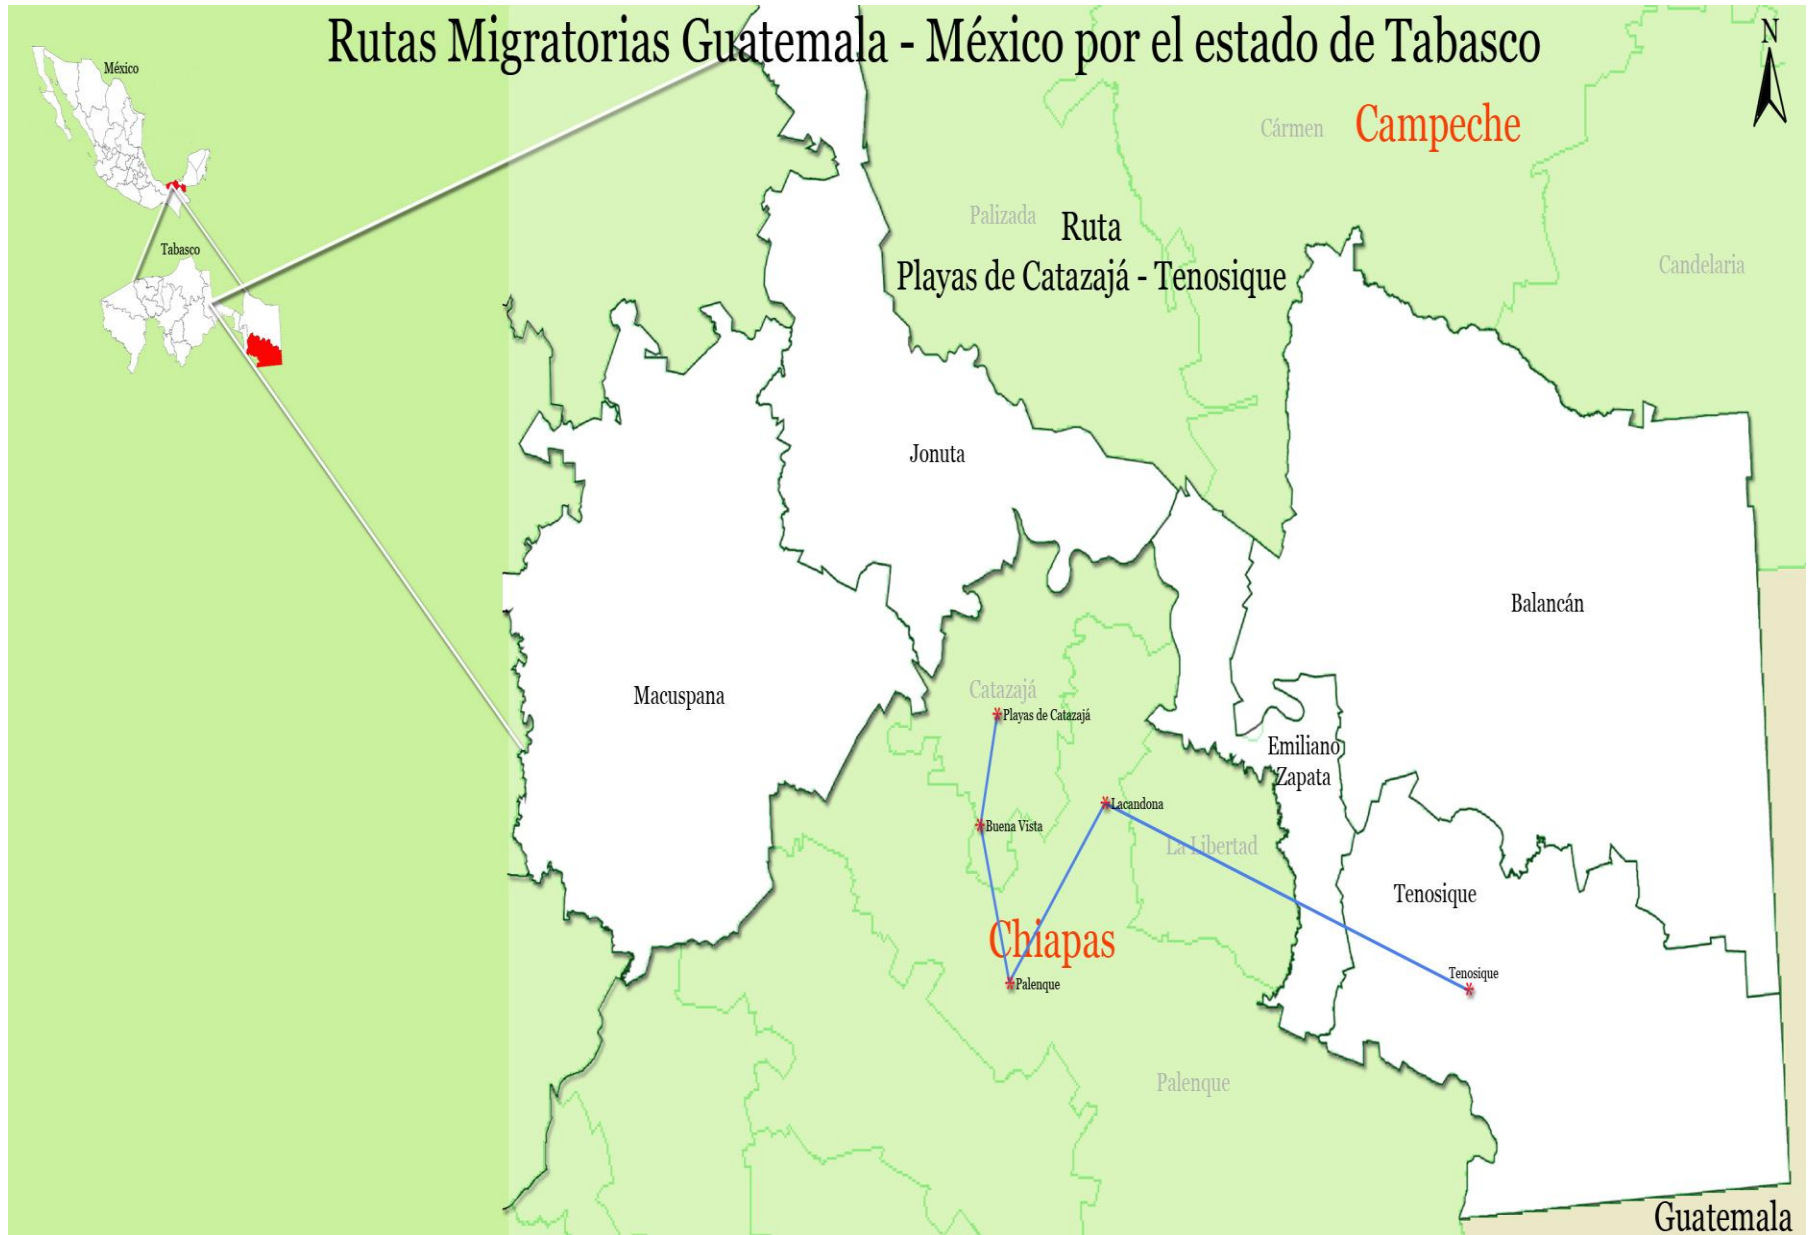 Rutas Migratorias Guatemala - México por el estado de Tabasco
N
México
Cármen
Campeche
Palizada
Ruta
Playas de Catazajá - Tenosique
Tabasco
Candelaria
Jonuta
Balancán
Macuspana
Catazajá
Playas de Catazajá
Emiliano
Zapata
Lacandona
Buena Vista
La Libertad
Tenosique
Chiapas
Tenosique
Palenque
Palenque
Guatemala